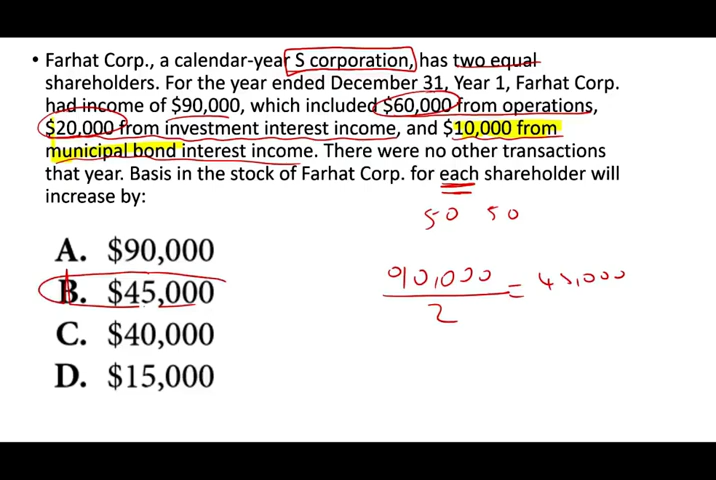 • Farhat Corp., a calendar-year S corporation, has two equal
shareholders. For the year ended December 31, Year 1, Farhat Corp.
had income of $90,000, which included $60,000 from operations,
$20,000 from investment interest income, and $10,000 from
municipal bond interest income. There were no other transactions
that year. Basis in the stock of Farhat Corp. for each shareholder will
increase by:
50 50
A. $90,000
B. $45,000
C. $40,000
D. $15,000
90,000
2
= 45,000